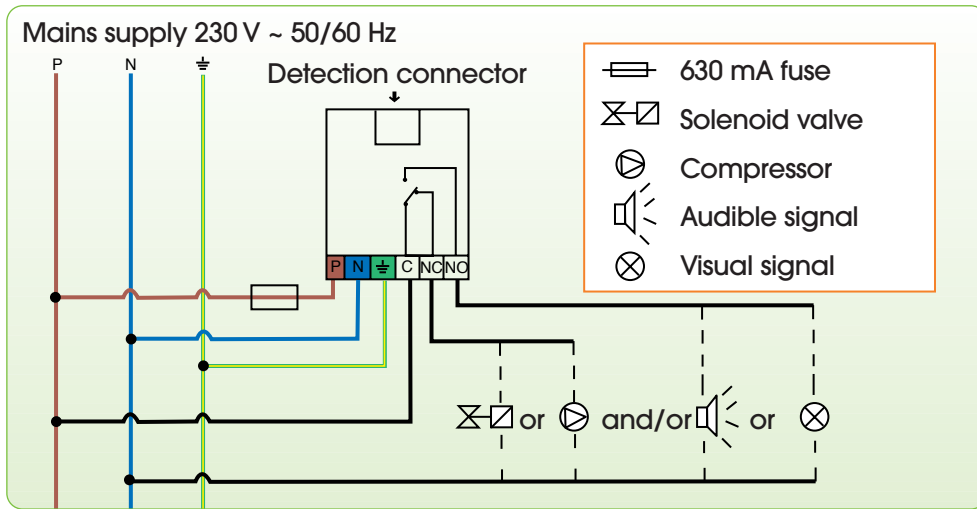 Mains supply 230 V ~ 50/60 Hz
P N
Detection connector
630 mA fuse
Solenoid valve
Compressor
Audible signal
Visual signal
P N C NC NO
or and/or or